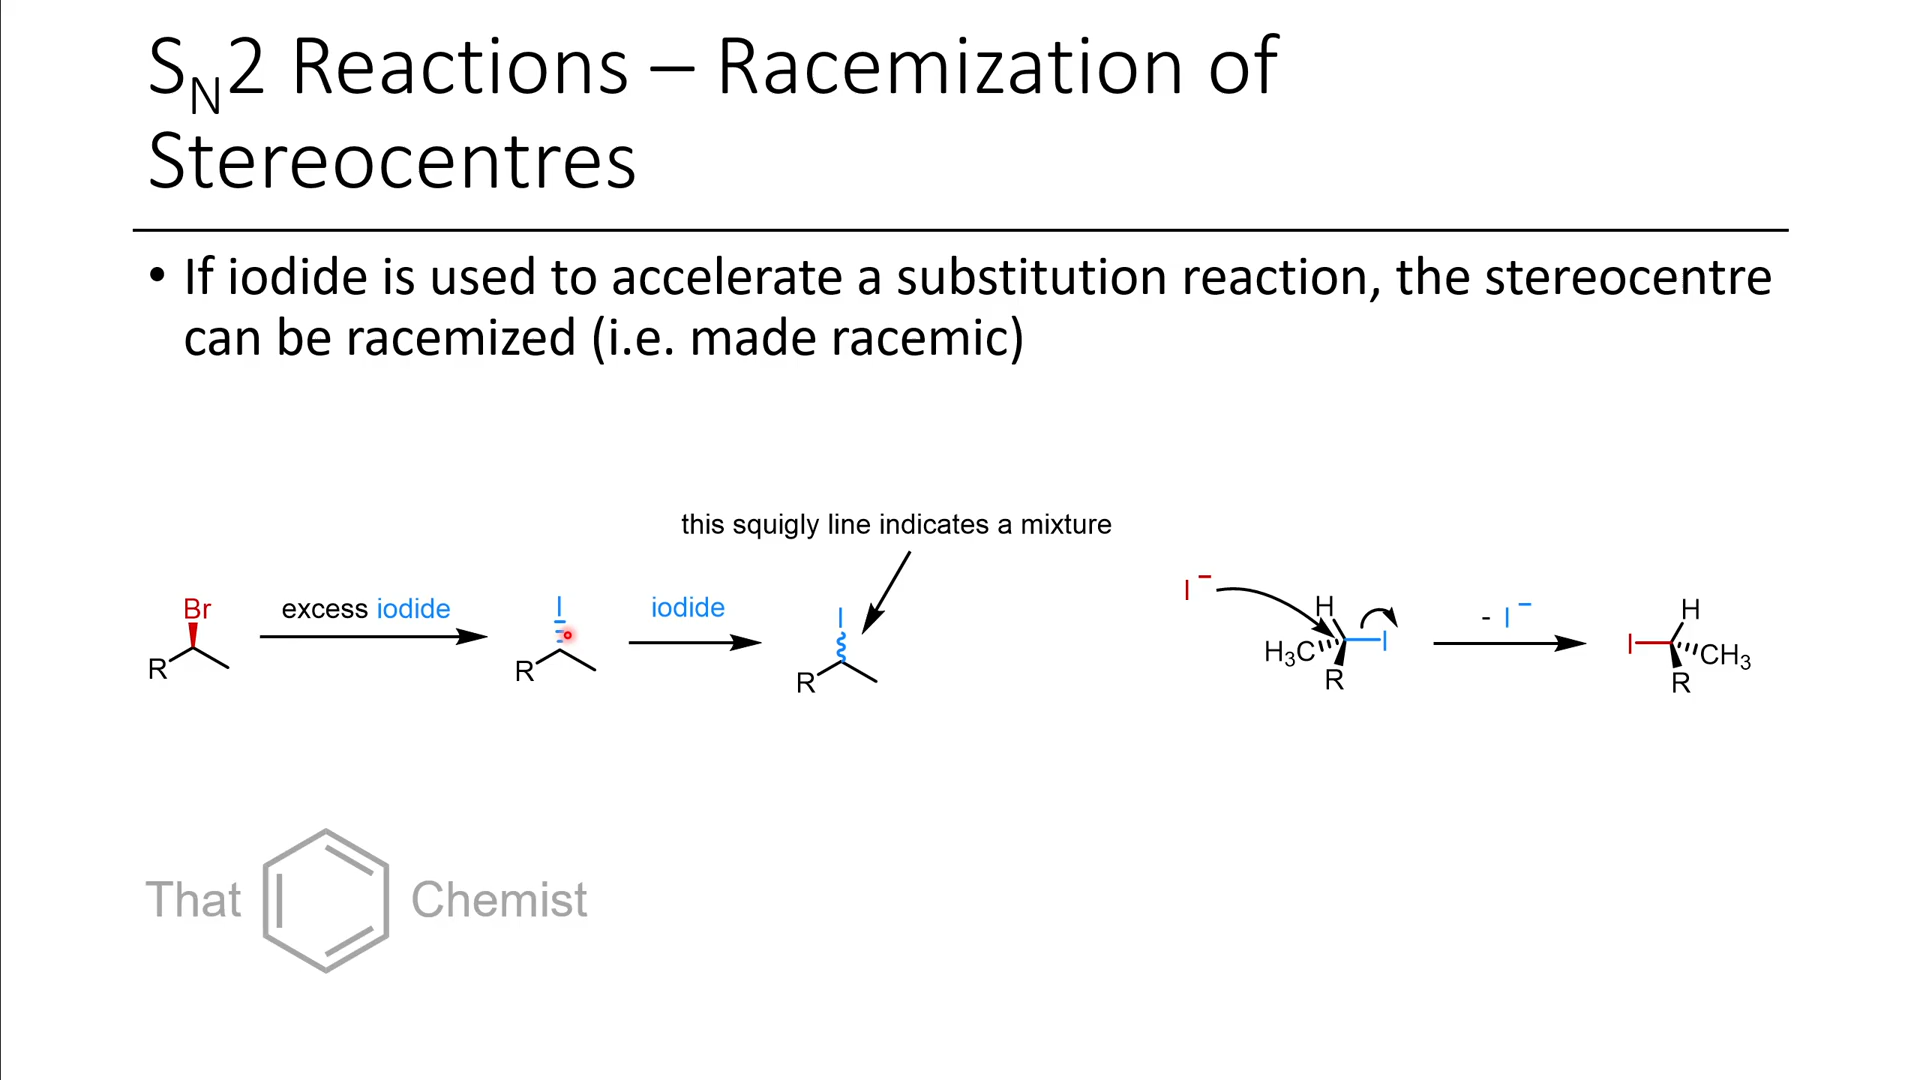 S_N2 Reactions – Racemization of
Stereocentres
• If iodide is used to accelerate a substitution reaction, the stereocentre
can be racemized (i.e. made racemic)
this squigly line indicates a mixture
Br
R
excess iodide
I
R
iodide
I
R
I⁻
H
H₃C
I
R
- I⁻
H
I
CH₃
R
That Chemist